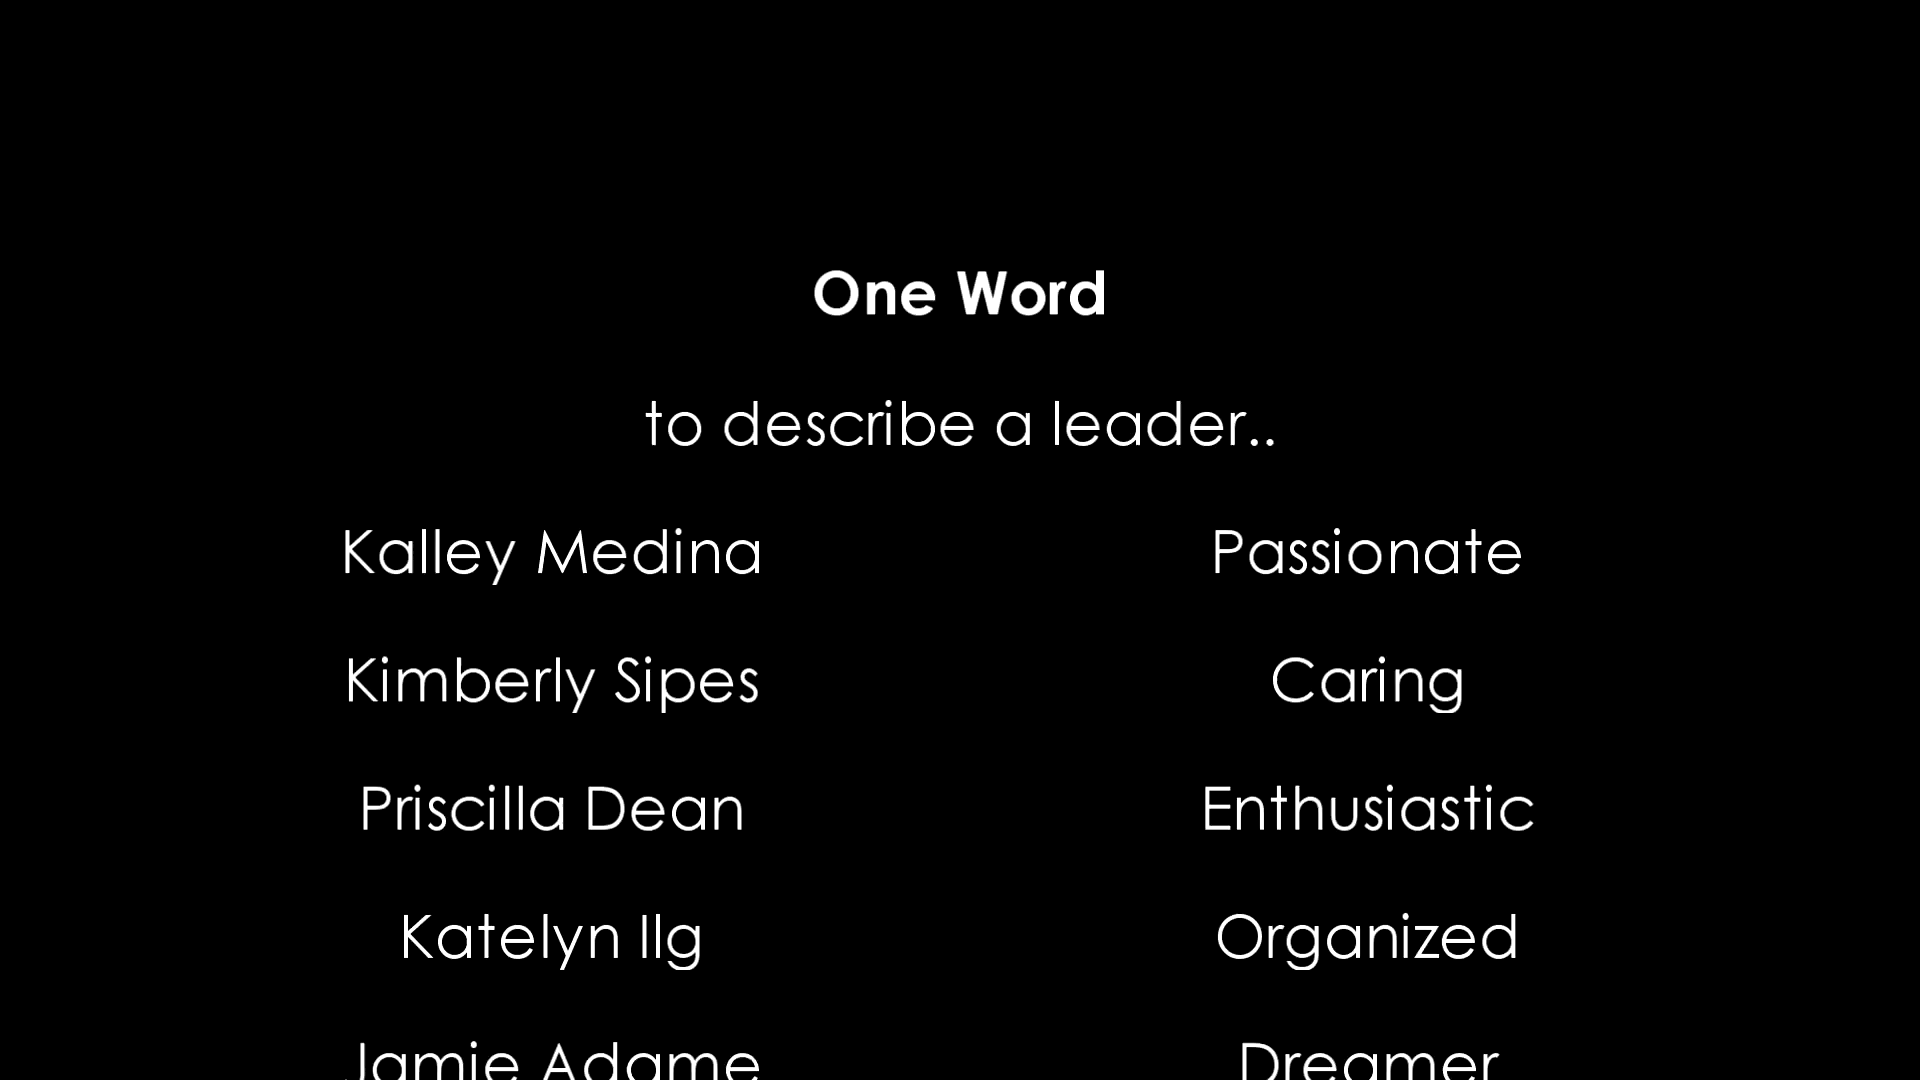 One Word
to describe a leader..
Kalley Medina Passionate
Kimberly Sipes Caring
Priscilla Dean Enthusiastic
Katelyn Ilg Organized
Jamie Adame Dreamer